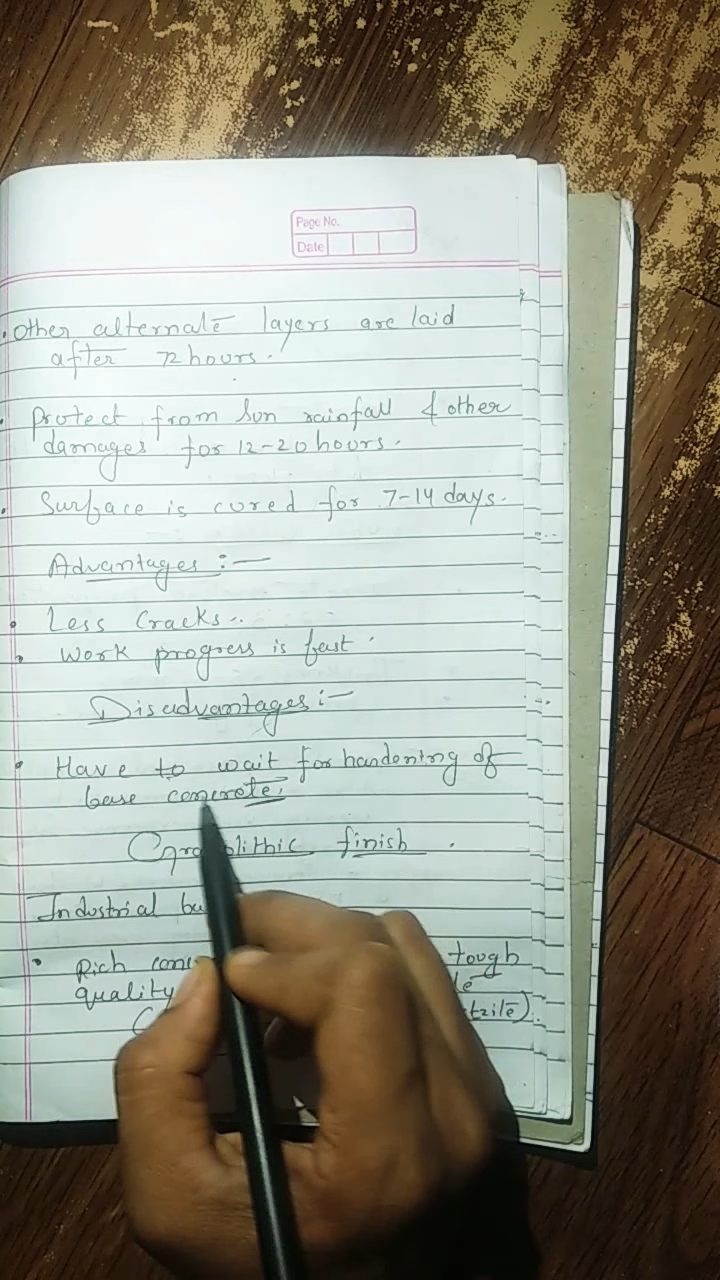 Page No.
Date
• Other alternate layers are laid
after 72 hours.
• Protect from Sun rainfall & other
damages for 12-20 hours.
• Surface is cured for 7-14 days.
Advantages :—
• Less Cracks..
• Work progress is fast.
Disadvantages :—
• Have to wait for hardening of
base concrete.
finish .
Industrial
• Rich tough
quality